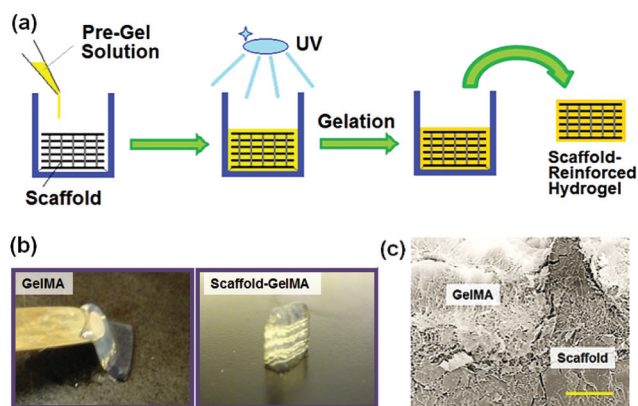 (a)
Pre-Gel
Solution
UV
Gelation
Scaffold
Scaffold-
Reinforced
Hydrogel
(b)
GelMA
Scaffold-GelMA
(c)
GelMA
Scaffold